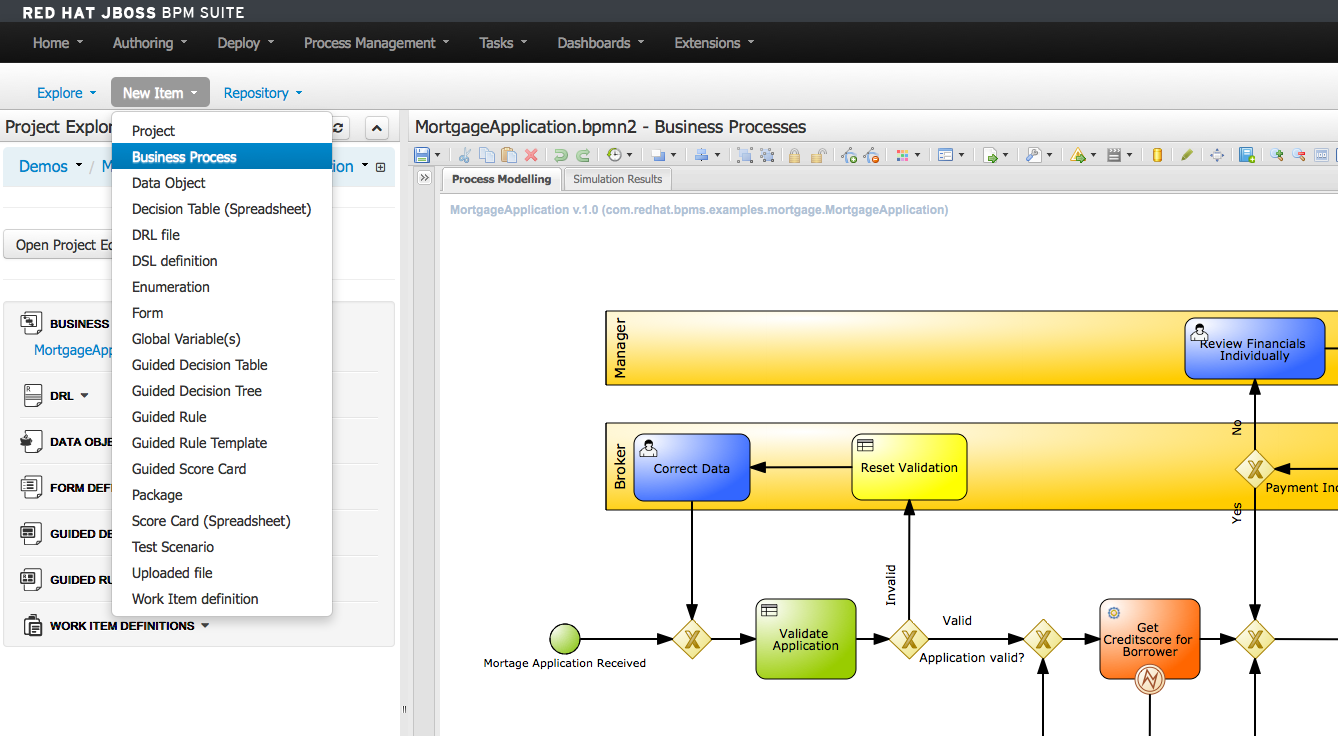 RED HAT JBOSS BPM SUITE
Home Authoring Deploy Process Management Tasks Dashboards Extensions
Explore New Item Repository
Project Explor
Demos / M ion
Open Project Ed
BUSINESS
MortgageApp
DRL
DATA OBJE
FORM DEFI
GUIDED DE
GUIDED RU
WORK ITEM DEFINITIONS
Project
Business Process
Data Object
Decision Table (Spreadsheet)
DRL file
DSL definition
Enumeration
Form
Global Variable(s)
Guided Decision Table
Guided Decision Tree
Guided Rule
Guided Rule Template
Guided Score Card
Package
Score Card (Spreadsheet)
Test Scenario
Uploaded file
Work Item definition
MortgageApplication.bpmn2 - Business Processes
Process Modelling Simulation Results
MortgageApplication v.1.0 (com.redhat.bpms.examples.mortgage.MortgageApplication)
Manager
Review Financials
Individually
No
Broker
Correct Data
Reset Validation
Payment Inc
Yes
Invalid
Mortage Application Received
Validate
Application
Valid
Application valid?
Get
Creditscore for
Borrower